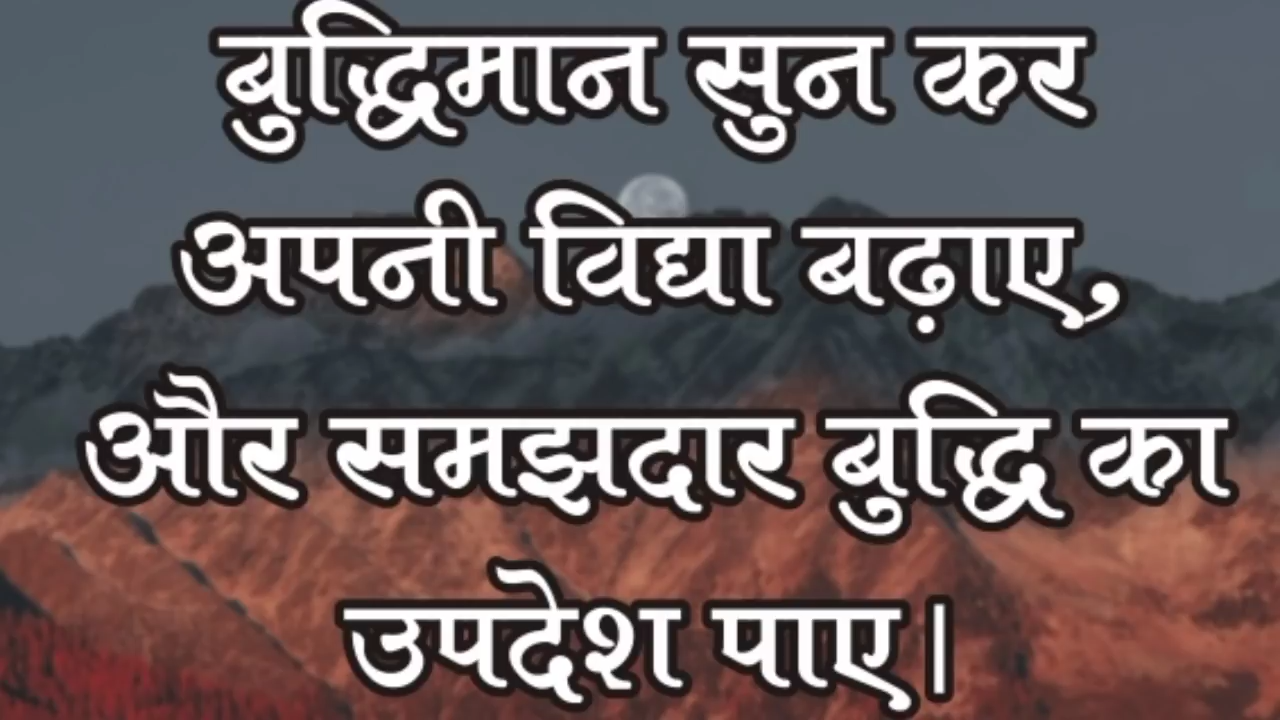 बुद्धिमान सुन कर
अपनी विद्या बढ़ाए,
और समझदार बुद्धि का
उपदेश पाए।